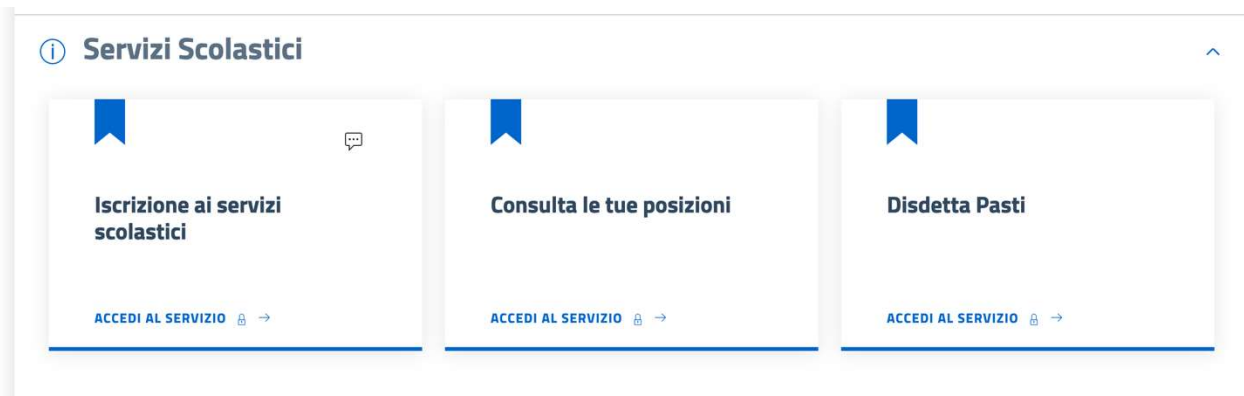 Servizi Scolastici
Iscrizione ai servizi
scolastici
Consulta le tue posizioni
Disdetta Pasti
ACCEDI AL SERVIZIO
ACCEDI AL SERVIZIO
ACCEDI AL SERVIZIO